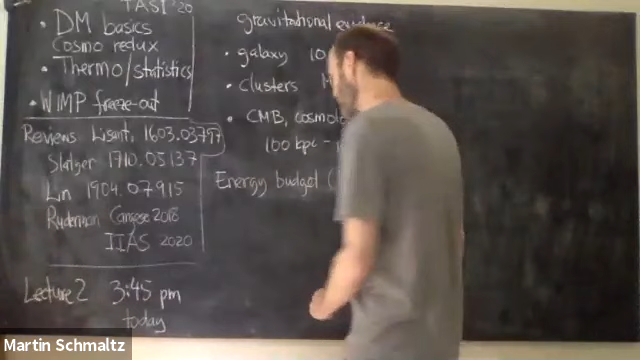 TASI '20
• DM basics
Cosmo redux
• Thermo/statistics
• WIMP freeze-out
Reviews Lisanti, 1603.03797
Slatyer 1710.05137
Lin 1904.07915
Ruderman Cargese 2018
IIAS 2020
Lecture 2 3:45 pm
today
gravitational evidence
• galaxy 10
• Clusters M
• CMB, cosmolo
100 kpc -
Energy budget (
Martin Schmaltz